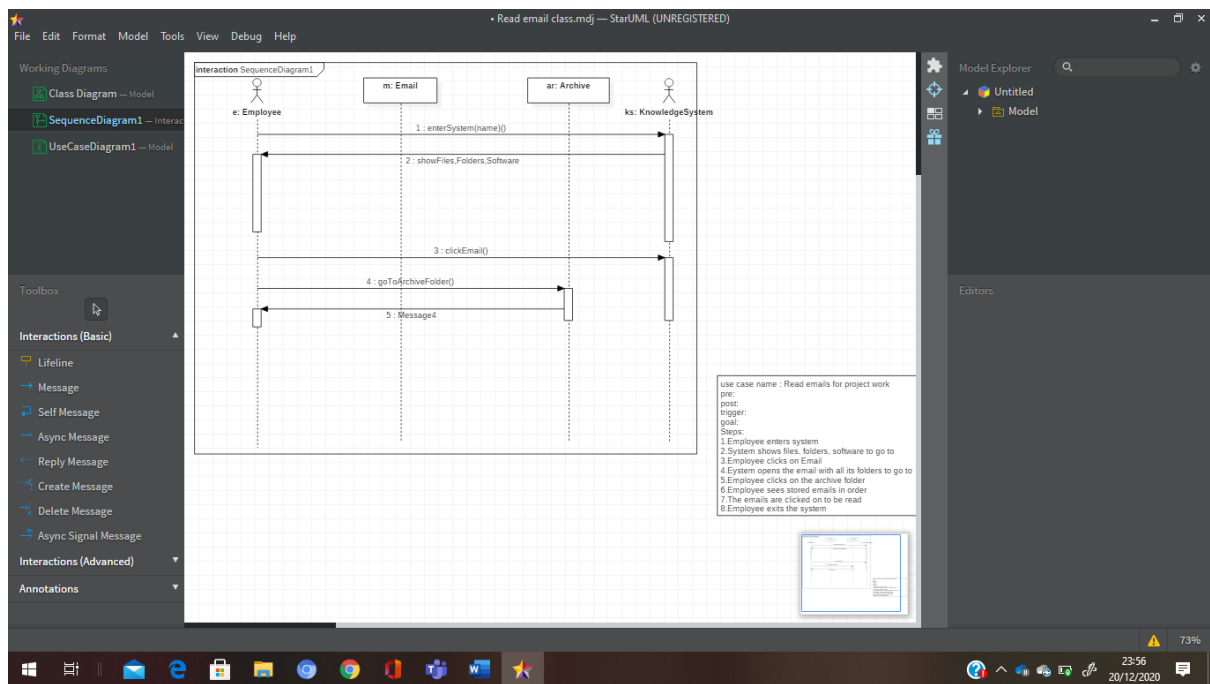 • Read email class.mdj — StarUML (UNREGISTERED)
File Edit Format Model Tools View Debug Help
Working Diagrams
Class Diagram — Model
SequenceDiagram1 — Interac
UseCaseDiagram1 — Model
Toolbox
Interactions (Basic)
Lifeline
Message
Self Message
Async Message
Reply Message
Create Message
Delete Message
Async Signal Message
Interactions (Advanced)
Annotations
interaction SequenceDiagram1
e: Employee
m: Email
ar: Archive
ks: KnowledgeSystem
1 : enterSystem(name)()
2 : showFiles,Folders,Software
3 : clickEmail()
4 : goToArchiveFolder()
5 : Message4
use case name : Read emails for project work
pre:
post:
trigger:
goal:
Steps:
1.Employee enters system
2.System shows files, folders, software to go to
3.Employee clicks on Email
4.System opens the email with all its folders to go to
5.Employee clicks on the archive folder
6.Employee sees stored emails in order
7.The emails are clicked on to be read
8.Employee exits the system
Model Explorer
Untitled
Model
Editors
73%
23:56
20/12/2020